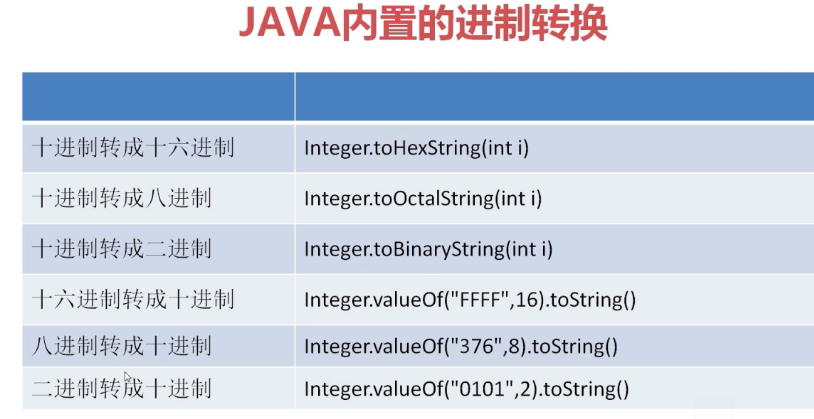 JAVA内置的进制转换
十进制转成十六进制 Integer.toHexString(int i)
十进制转成八进制 Integer.toOctalString(int i)
十进制转成二进制 Integer.toBinaryString(int i)
十六进制转成十进制 Integer.valueOf("FFFF",16).toString()
八进制转成十进制 Integer.valueOf("376",8).toString()
二进制转成十进制 Integer.valueOf("0101",2).toString()